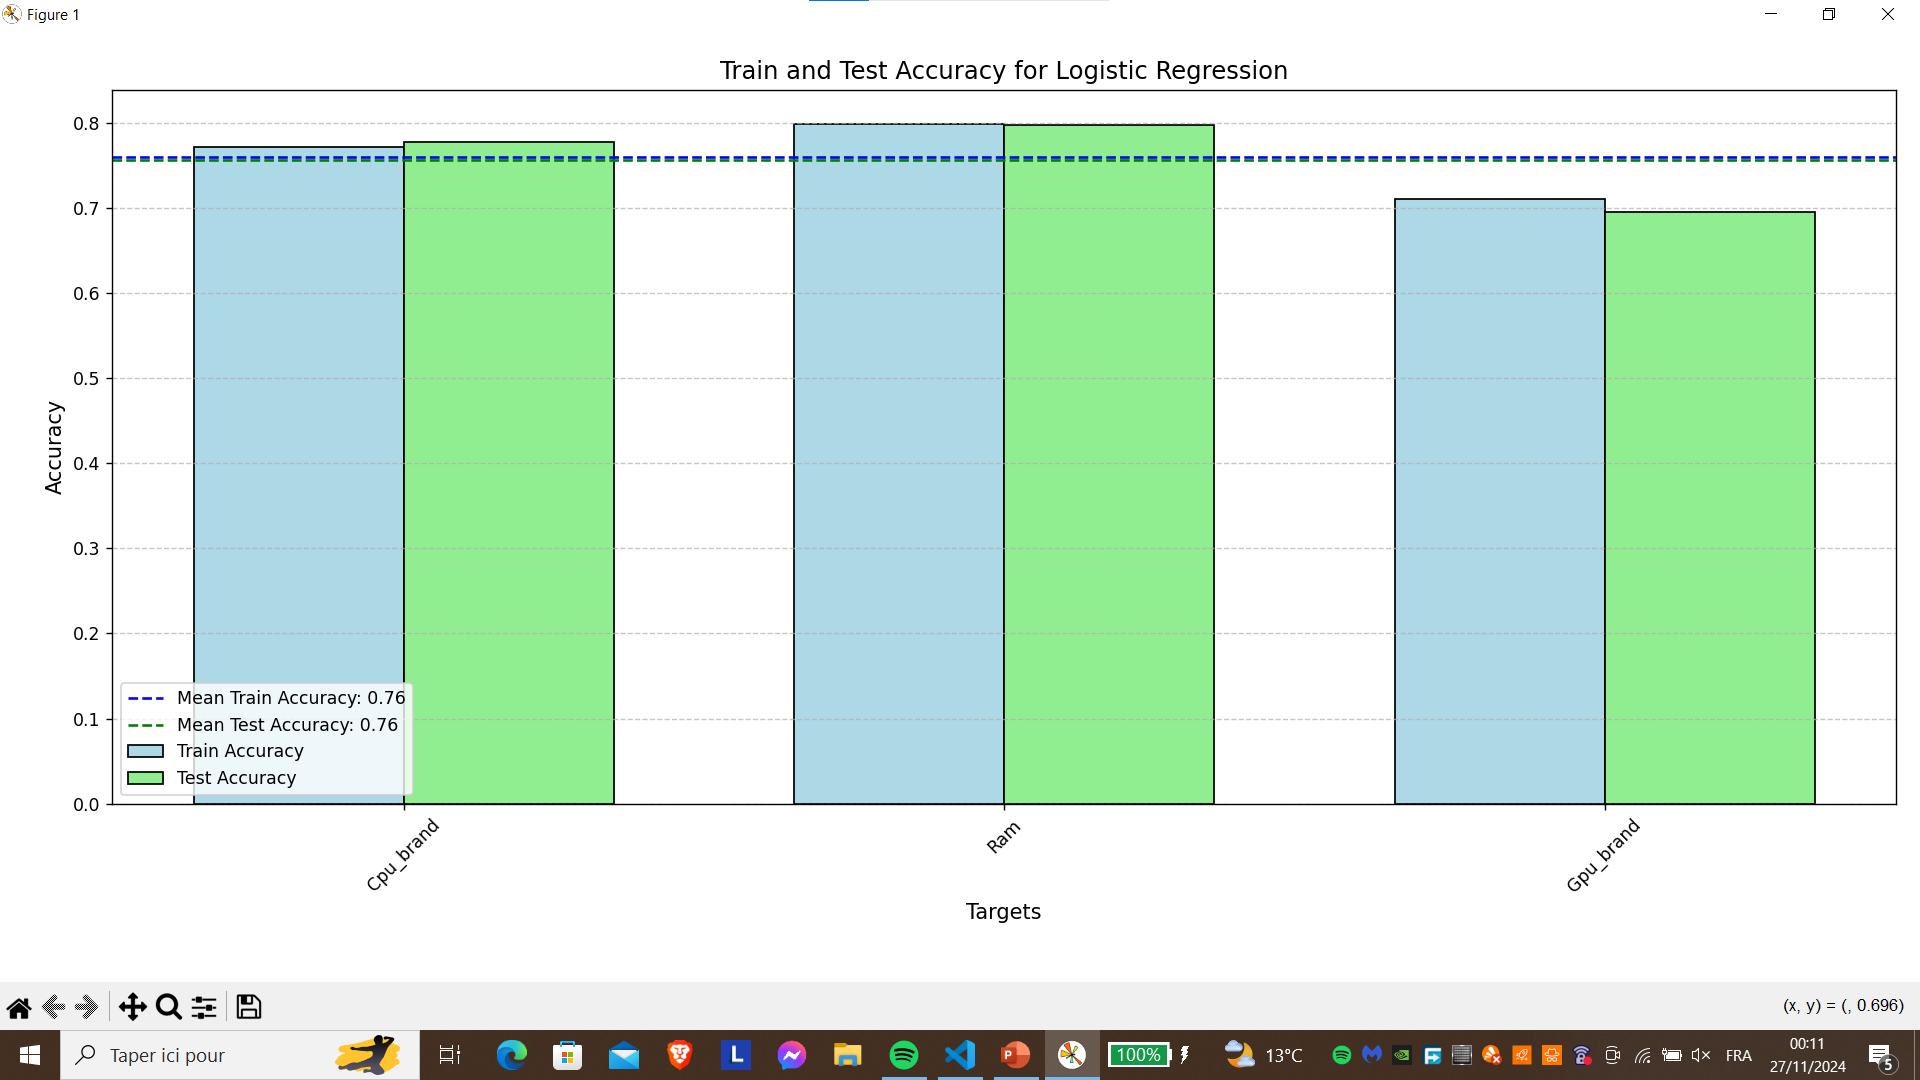 Figure 1
Train and Test Accuracy for Logistic Regression
0.8
0.7
0.6
0.5
0.4
0.3
0.2
0.1
0.0
Accuracy
Mean Train Accuracy: 0.76
Mean Test Accuracy: 0.76
Train Accuracy
Test Accuracy
Cpu_brand
Ram
Gpu_brand
Targets
(x, y) = (, 0.696)
Taper ici pour
L
P
100%
13°C
FRA
00:11
27/11/2024
5